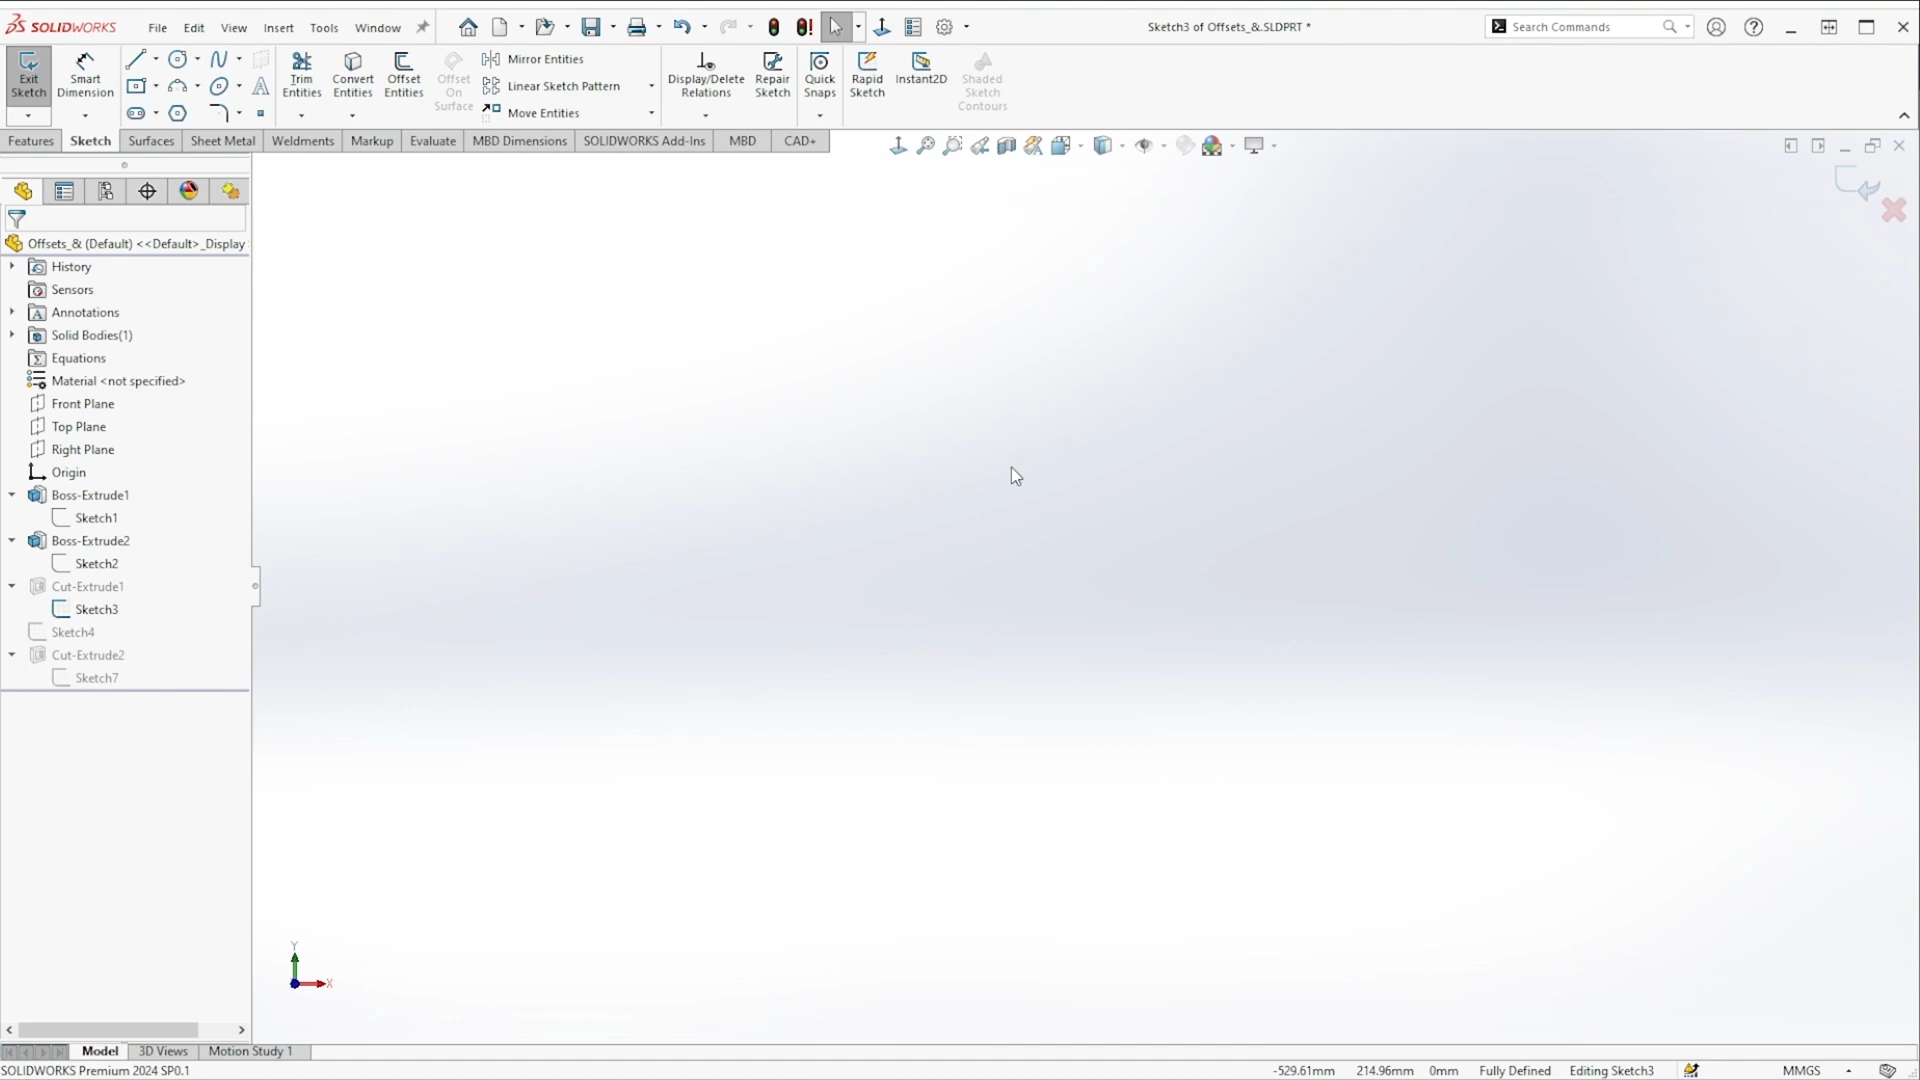 SOLIDWORKS
File
Edit
View
Insert
Tools
Window
Sketch3 of Offsets_&.SLDPRT *
Search Commands
Exit
Sketch
Smart
Dimension
Trim
Entities
Convert
Entities
Offset
Entities
Offset
On
Surface
Mirror Entities
Linear Sketch Pattern
Move Entities
Display/Delete
Relations
Repair
Sketch
Quick
Snaps
Rapid
Sketch
Instant2D
Shaded
Sketch
Contours
Features
Sketch
Surfaces
Sheet Metal
Weldments
Markup
Evaluate
MBD Dimensions
SOLIDWORKS Add-Ins
MBD
CAD+
Offsets_& (Default) <<Default>_Display
History
Sensors
Annotations
Solid Bodies(1)
Equations
Material <not specified>
Front Plane
Top Plane
Right Plane
Origin
Boss-Extrude1
Sketch1
Boss-Extrude2
Sketch2
Cut-Extrude1
Sketch3
Sketch4
Cut-Extrude2
Sketch7
Y
X
Model
3D Views
Motion Study 1
SOLIDWORKS Premium 2024 SP0.1
-529.61mm
214.96mm
0mm
Fully Defined
Editing Sketch3
MMGS